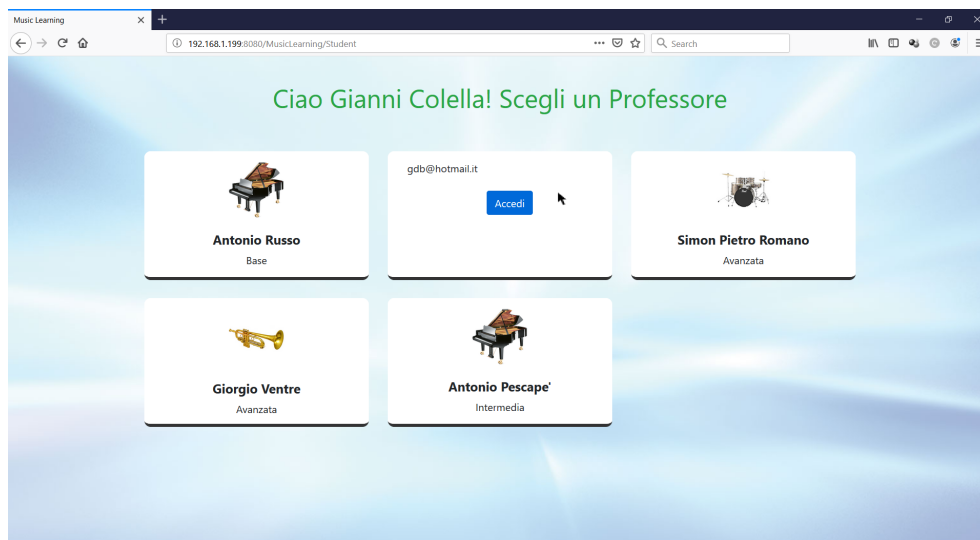 Music Learning
192.168.1.199:8080/MusicLearning/Student
Search
Ciao Gianni Colella! Scegli un Professore
Antonio Russo
Base
gdb@hotmail.it
Accedi
Simon Pietro Romano
Avanzata
Giorgio Ventre
Avanzata
Antonio Pescape'
Intermedia